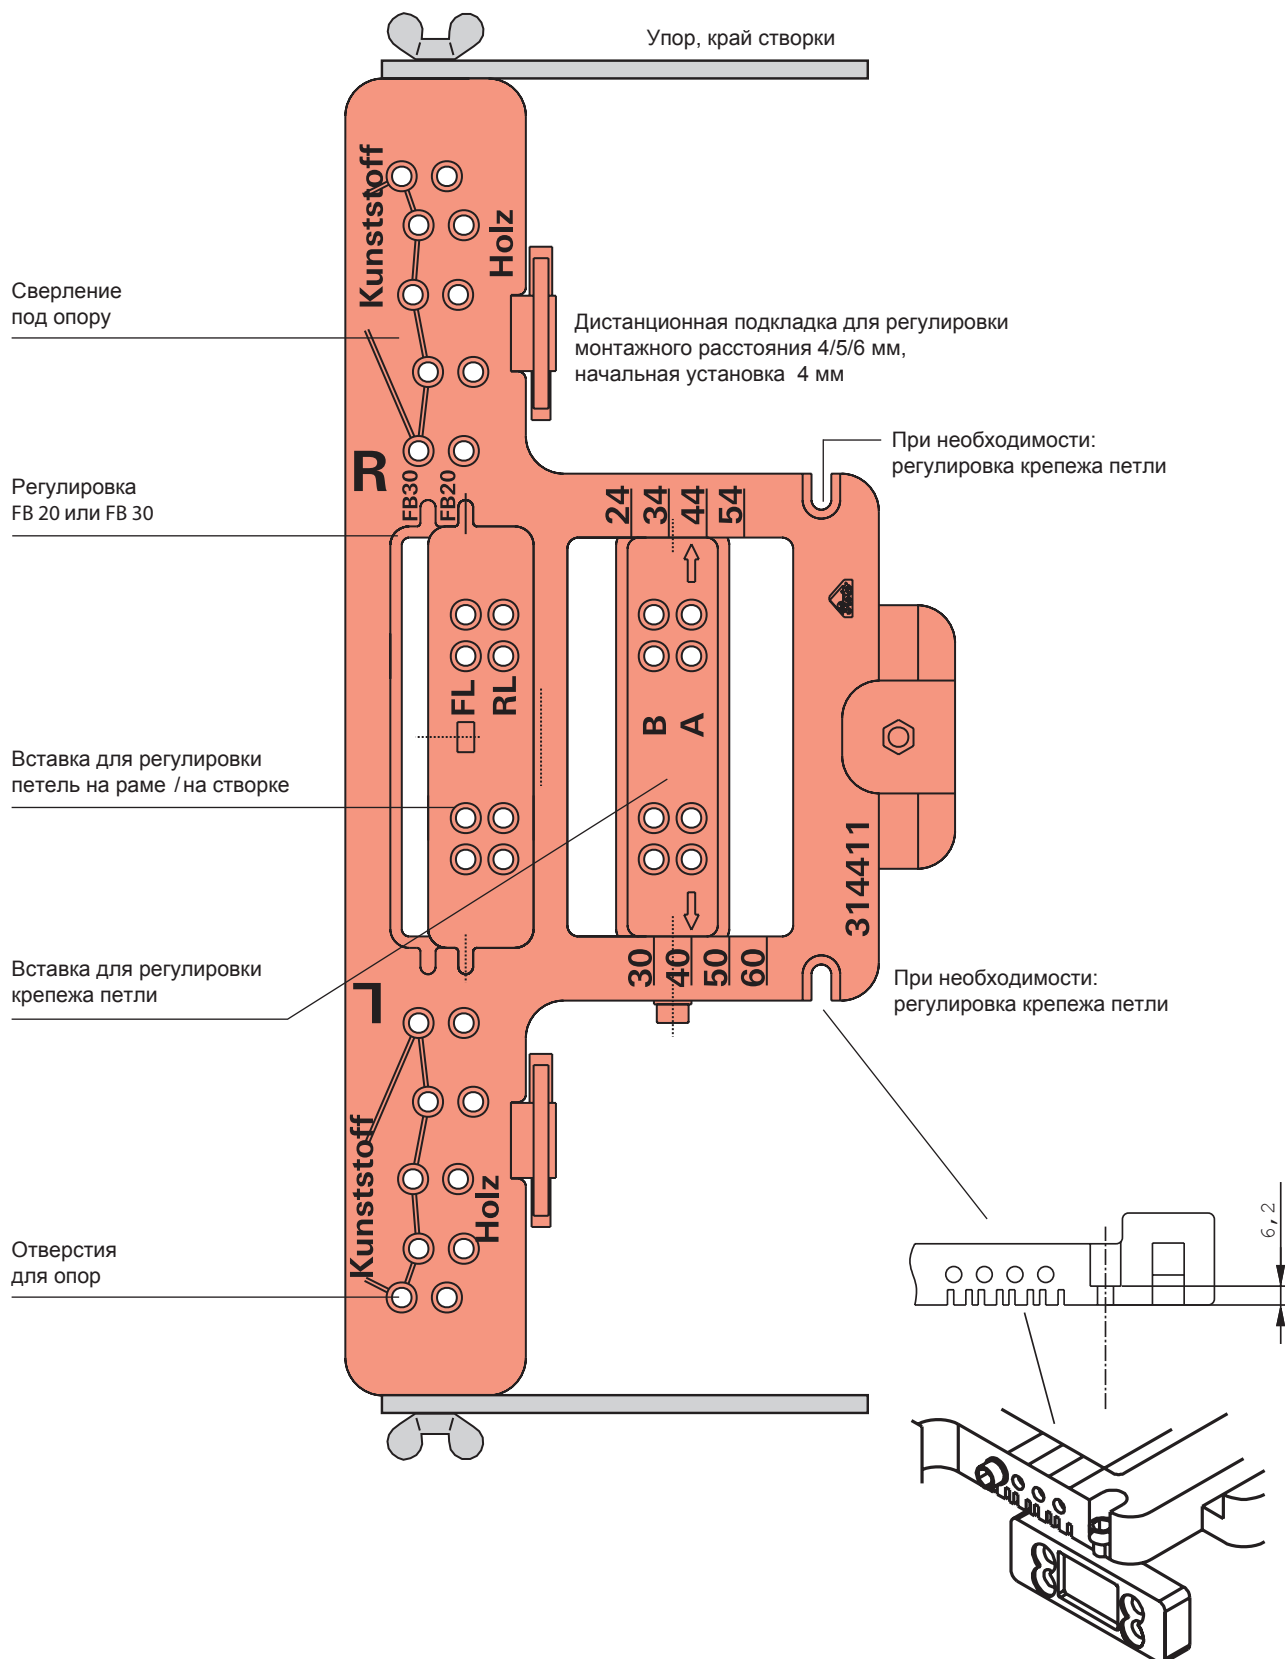 Упор, край створки
Kunststoff
Holz
Сверление
под опору
Дистанционная подкладка для регулировки
монтажного расстояния 4/5/6 мм,
начальная установка 4 мм
При необходимости:
регулировка крепежа петли
R
FB30
FB20
24
34
44
54
Регулировка
FB 20 или FB 30
FL
RL
B
A
Вставка для регулировки
петель на раме / на створке
314411
Вставка для регулировки
крепежа петли
30
40
50
60
При необходимости:
регулировка крепежа петли
L
Kunststoff
Holz
Отверстия
для опор
6,2
8
8